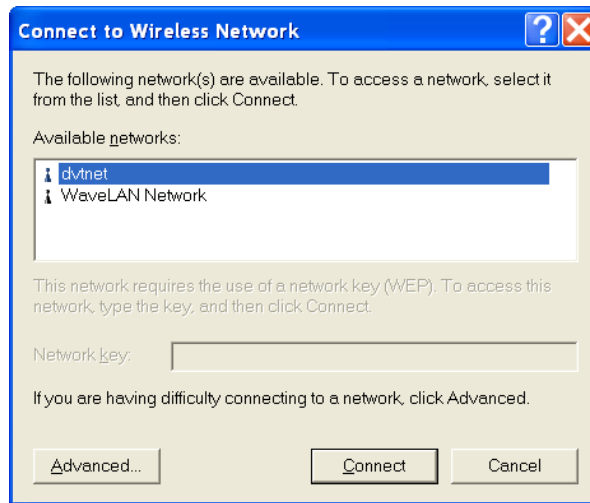 Connect to Wireless Network
The following network(s) are available. To access a network, select it
from the list, and then click Connect.
Available networks:
dvtnet
WaveLAN Network
This network requires the use of a network key (WEP). To access this
network, type the key, and then click Connect.
Network key:
If you are having difficulty connecting to a network, click Advanced.
Advanced... Connect Cancel